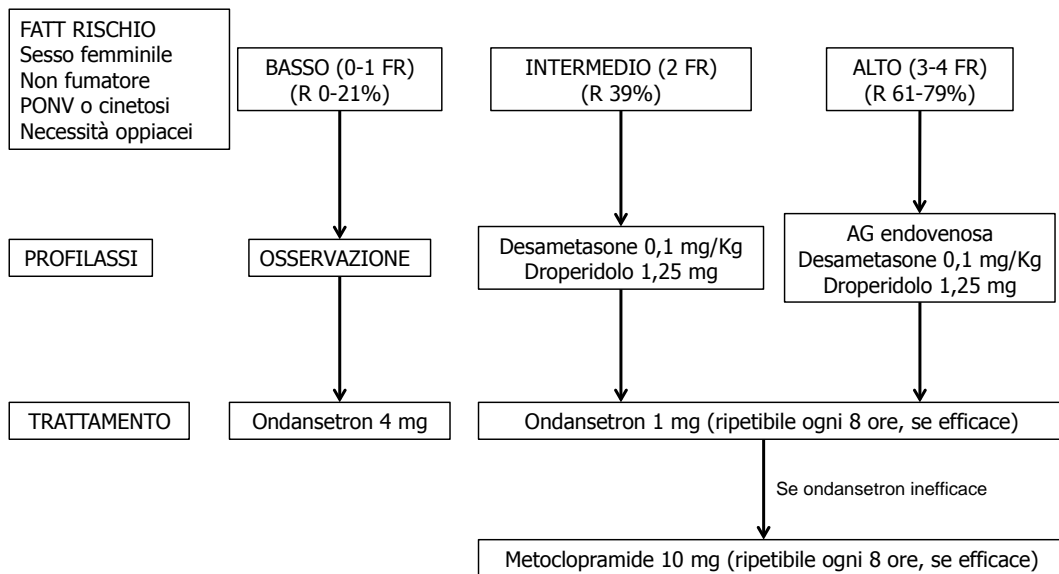 FATT RISCHIO
Sesso femminile
Non fumatore
PONV o cinetosi
Necessità oppiacei
BASSO (0-1 FR)
(R 0-21%)
INTERMEDIO (2 FR)
(R 39%)
ALTO (3-4 FR)
(R 61-79%)
PROFILASSI
OSSERVAZIONE
Desametasone 0,1 mg/Kg
Droperidolo 1,25 mg
AG endovenosa
Desametasone 0,1 mg/Kg
Droperidolo 1,25 mg
TRATTAMENTO
Ondansetron 4 mg
Ondansetron 1 mg (ripetibile ogni 8 ore, se efficace)
Se ondansetron inefficace
Metoclopramide 10 mg (ripetibile ogni 8 ore, se efficace)